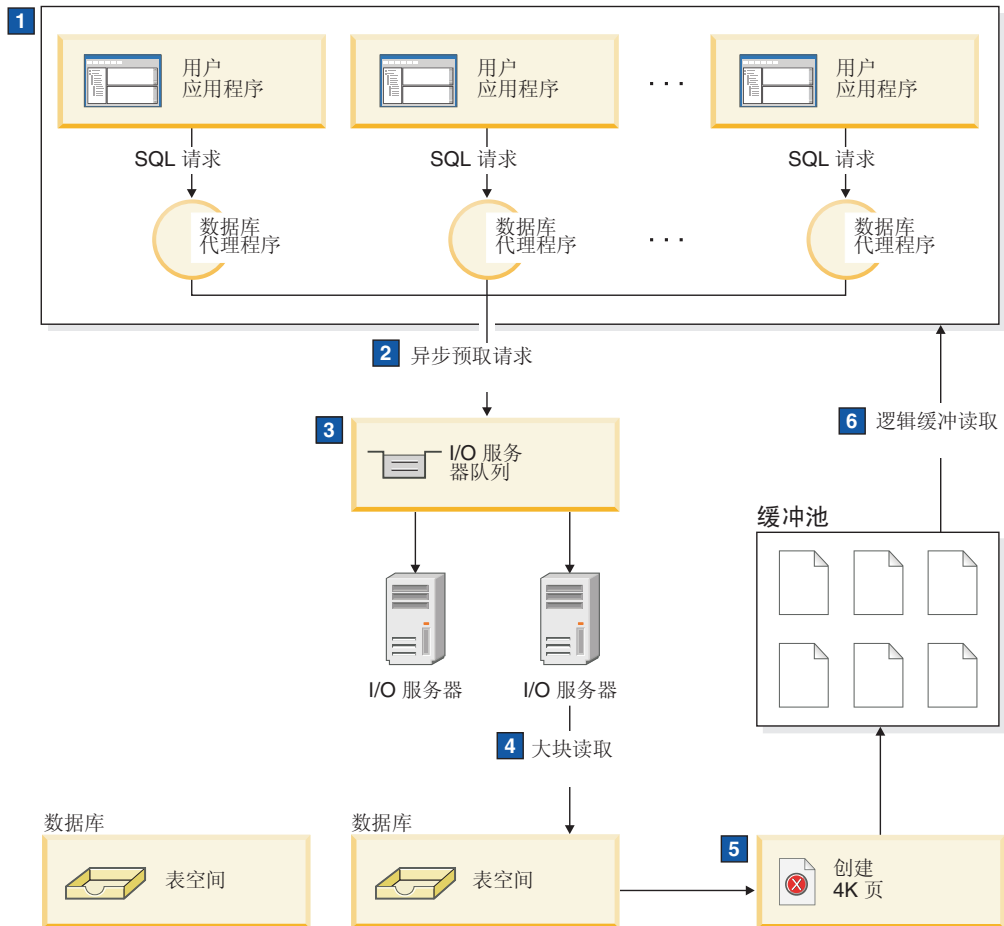 1
用户
应用程序
用户
应用程序
. . .
用户
应用程序
SQL 请求
SQL 请求
SQL 请求
数据库
代理程序
数据库
代理程序
. . .
数据库
代理程序
2 异步预取请求
3
I/O 服务
器队列
6 逻辑缓冲读取
缓冲池
I/O 服务器
I/O 服务器
4 大块读取
数据库
表空间
数据库
表空间
5
创建
4K 页